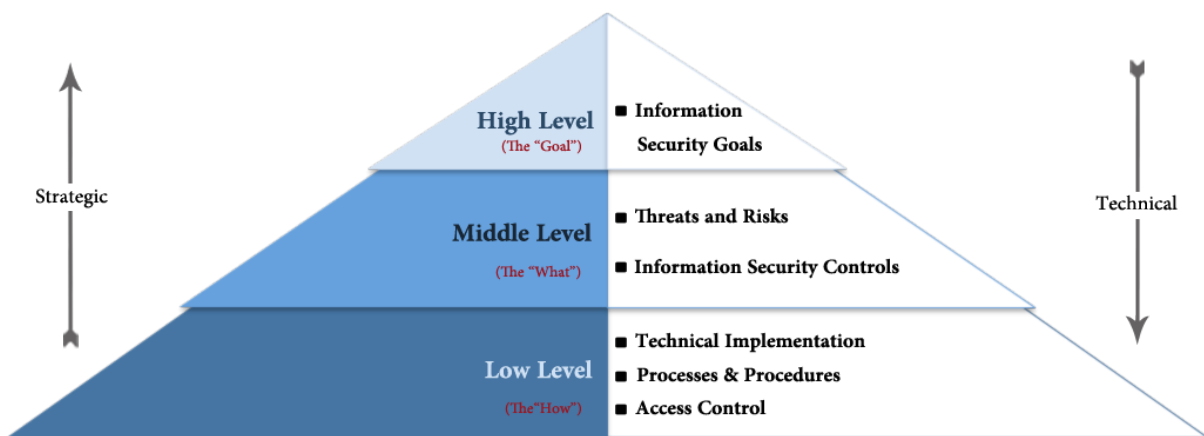 High Level
(The “Goal”)
■ Information
Security Goals
Strategic
Technical
Middle Level
(The “What”)
■ Threats and Risks
■ Information Security Controls
Low Level
(The“How”)
■ Technical Implementation
■ Processes & Procedures
■ Access Control